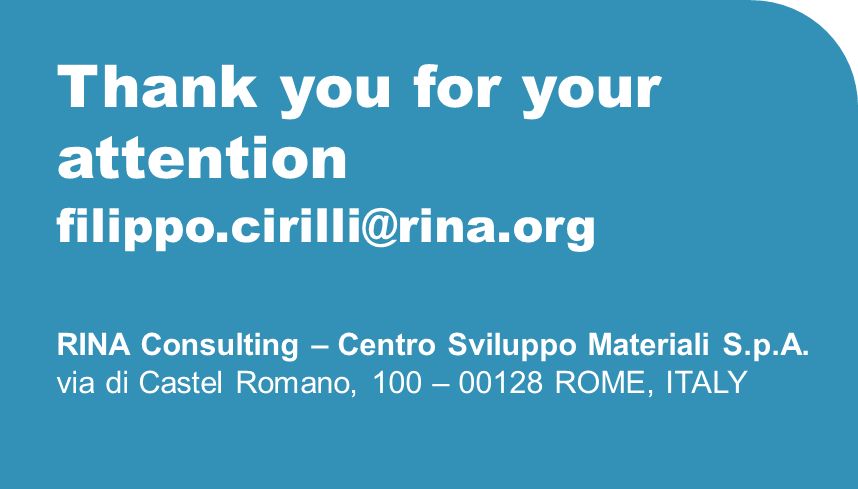 Thank you for your
attention
filippo.cirilli@rina.org
RINA Consulting – Centro Sviluppo Materiali S.p.A.
via di Castel Romano, 100 – 00128 ROME, ITALY